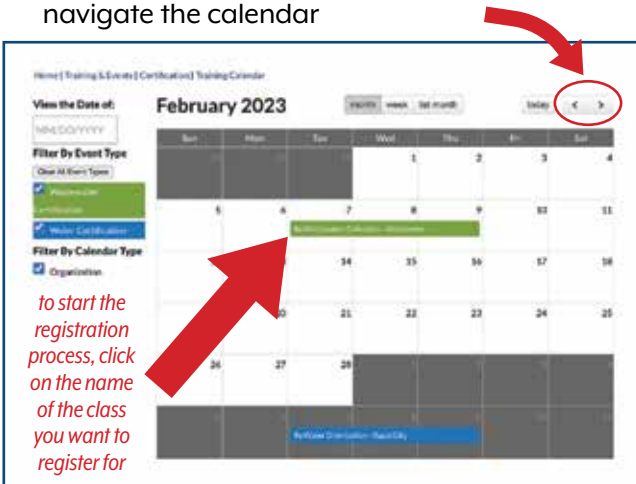 navigate the calendar
Home | Training & Events | Certification | Training Calendar
View the Date of:
MM/DD/YYYY
Filter By Event Type
Clear All Event Types
Wastewater
Certification
Water Certification
Filter By Calendar Type
Organization
February 2023
month week list month
today < >
Sun Mon Tue Wed Thu Fri Sat
1 2 3 4
5 6 7 8 9 10 11
14 15 16 17 18
20 21 22 23 24 25
26 27 28
to start the
registration
process, click
on the name
of the class
you want to
register for